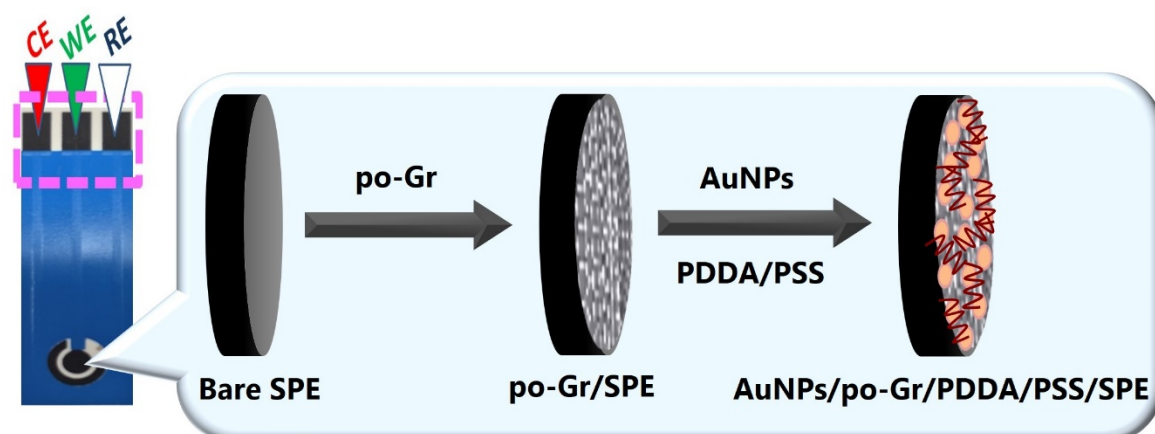 CE WE RE
po-Gr
AuNPs
PDDA/PSS
Bare SPE
po-Gr/SPE
AuNPs/po-Gr/PDDA/PSS/SPE